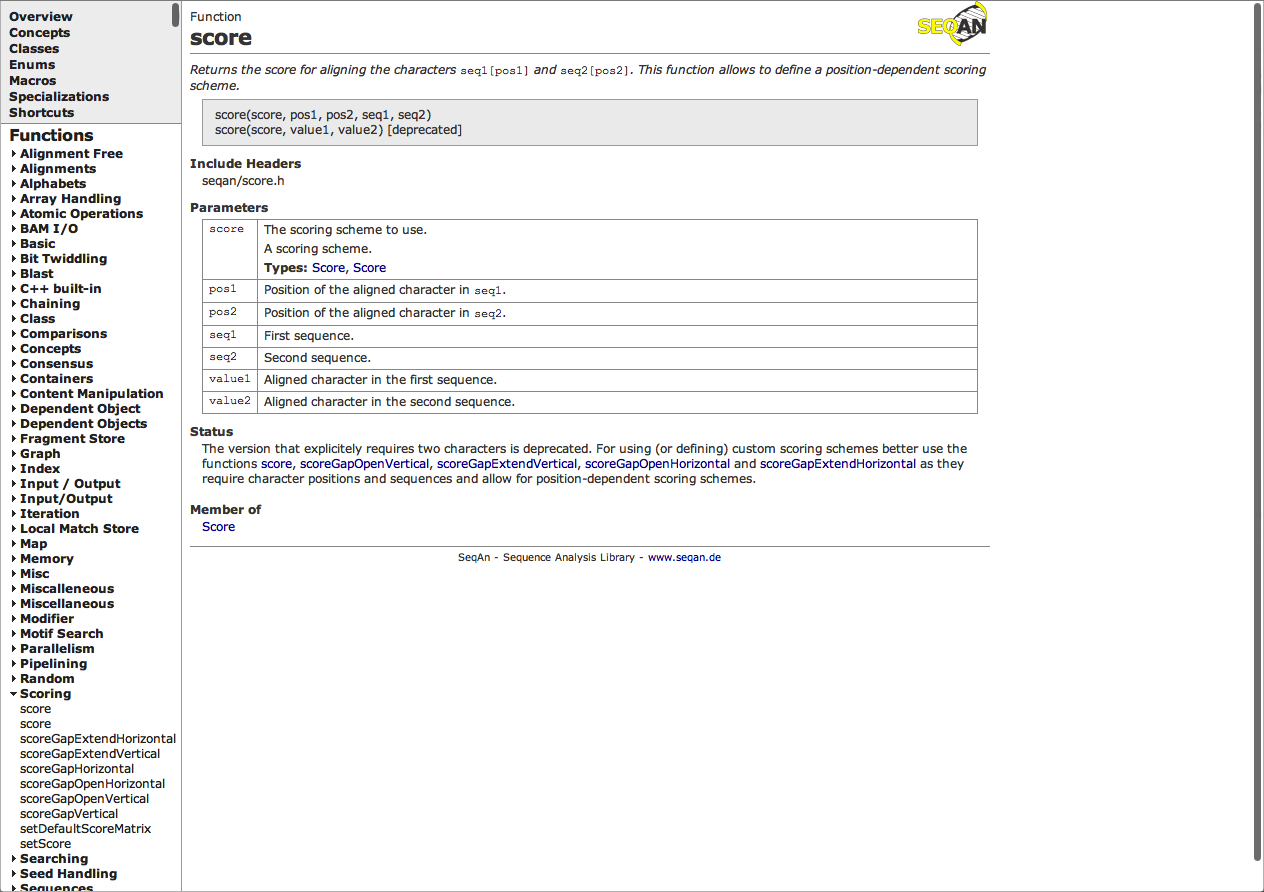 Overview
Concepts
Classes
Enums
Macros
Specializations
Shortcuts
Functions
Alignment Free
Alignments
Alphabets
Array Handling
Atomic Operations
BAM I/O
Basic
Bit Twiddling
Blast
C++ built-in
Chaining
Class
Comparisons
Concepts
Consensus
Containers
Content Manipulation
Dependent Object
Dependent Objects
Fragment Store
Graph
Index
Input / Output
Input/Output
Iteration
Local Match Store
Map
Memory
Misc
Miscalleneous
Miscellaneous
Modifier
Motif Search
Parallelism
Pipelining
Random
Scoring
score
score
scoreGapExtendHorizontal
scoreGapExtendVertical
scoreGapHorizontal
scoreGapOpenHorizontal
scoreGapOpenVertical
scoreGapVertical
setDefaultScoreMatrix
setScore
Searching
Seed Handling
Sequences
Function
SEQAN
score
Returns the score for aligning the characters seq1[pos1] and seq2[pos2]. This function allows to define a position-dependent scoring
scheme.
score(score, pos1, pos2, seq1, seq2)
score(score, value1, value2) [deprecated]
Include Headers
seqan/score.h
Parameters
score The scoring scheme to use.
A scoring scheme.
Types: Score, Score
pos1 Position of the aligned character in seq1.
pos2 Position of the aligned character in seq2.
seq1 First sequence.
seq2 Second sequence.
value1 Aligned character in the first sequence.
value2 Aligned character in the second sequence.
Status
The version that explicitely requires two characters is deprecated. For using (or defining) custom scoring schemes better use the
functions score, scoreGapOpenVertical, scoreGapExtendVertical, scoreGapOpenHorizontal and scoreGapExtendHorizontal as they
require character positions and sequences and allow for position-dependent scoring schemes.
Member of
Score
SeqAn - Sequence Analysis Library - www.seqan.de